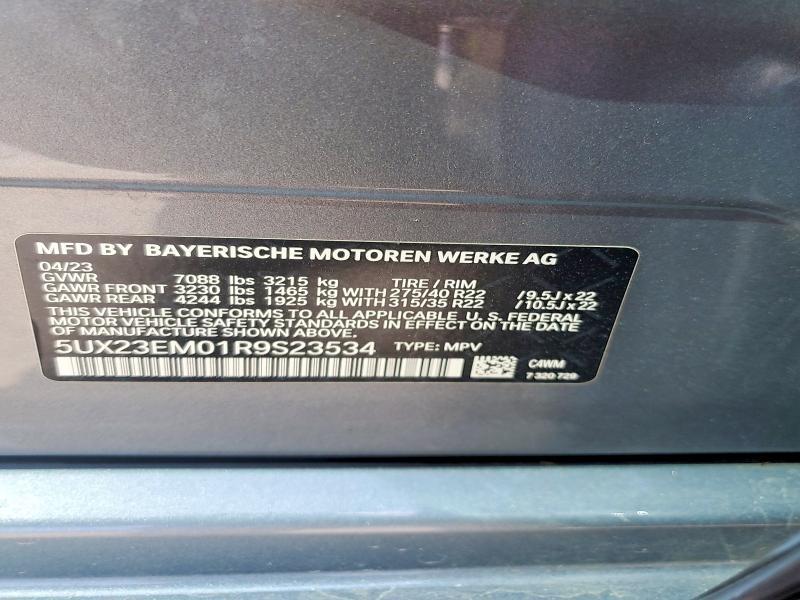 MFD BY BAYERISCHE MOTOREN WERKE AG
04/23
GVWR 7088 lbs 3215 kg TIRE / RIM
GAWR FRONT 3230 lbs 1465 kg WITH 275/40 R22 / 9.5J x 22
GAWR REAR 4244 lbs 1925 kg WITH 315/35 R22 / 10.5J x 22
THIS VEHICLE CONFORMS TO ALL APPLICABLE U.S. FEDERAL
MOTOR VEHICLE SAFETY STANDARDS IN EFFECT ON THE DATE
OF MANUFACTURE SHOWN ABOVE.
5UX23EM01R9S23534 TYPE: MPV
C4WM
7 320 729